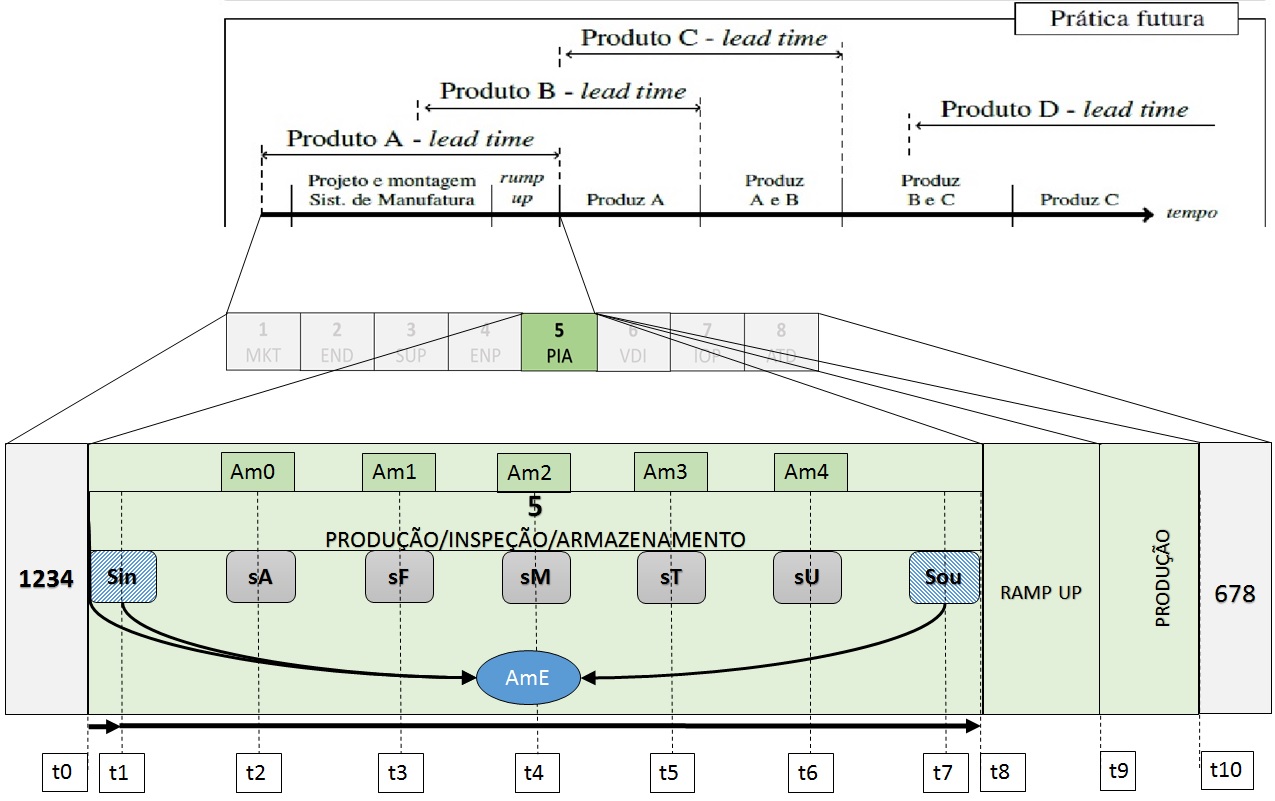 Prática futura
Produto C - lead time
Produto B - lead time
Produto D - lead time
Produto A - lead time
Projeto e montagem
Sist. de Manufatura
rump
up
Produz A
Produz
A e B
Produz
B e C
Produz C
tempo
1
MKT
2
END
3
SUP
4
ENP
5
PIA
6
VDI
7
IOP
8
ATD
Am0
Am1
Am2
Am3
Am4
5
PRODUÇÃO/INSPEÇÃO/ARMAZENAMENTO
1234
Sin
sA
sF
sM
sT
sU
Sou
RAMP UP
PRODUÇÃO
678
AmE
t0
t1
t2
t3
t4
t5
t6
t7
t8
t9
t10